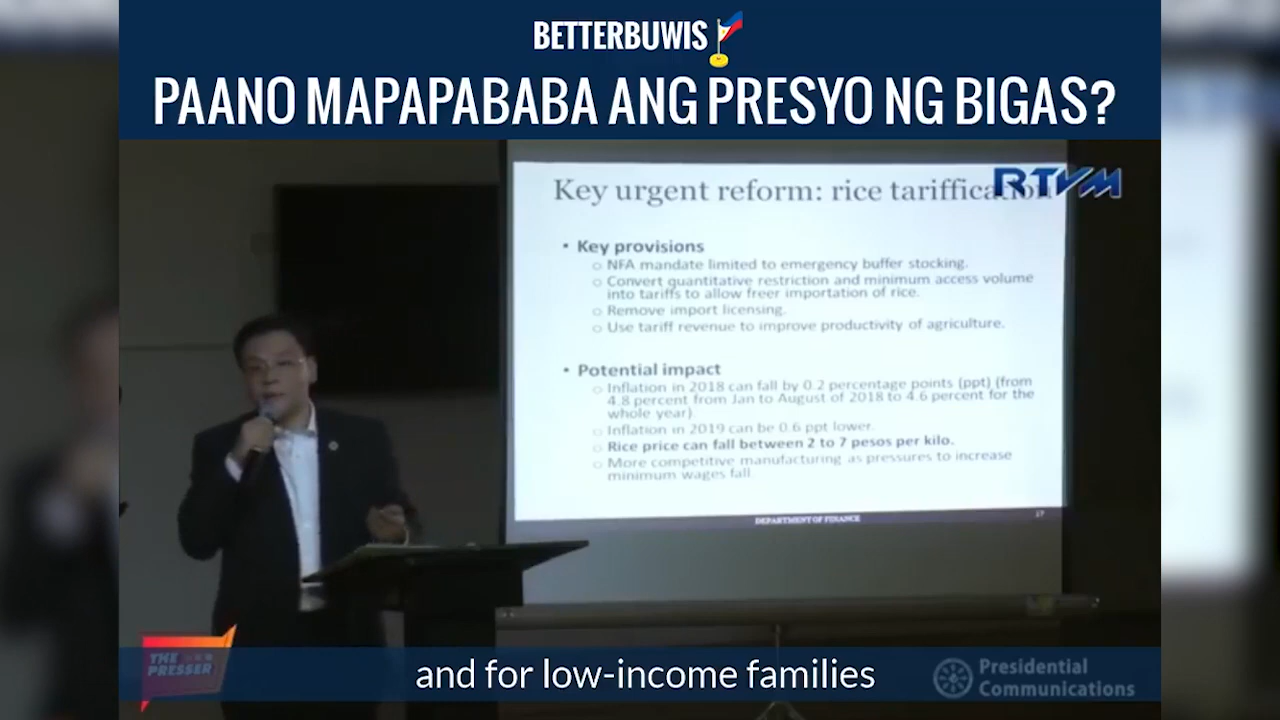 BETTERBUWIS
PAANO MAPAPABABA ANG PRESYO NG BIGAS?
RTVM
Key urgent reform: rice tariffication
• Key provisions
○ NFA mandate limited to emergency buffer stocking.
○ Convert quantitative restriction and minimum access volume
into tariffs to allow freer importation of rice.
○ Remove import licensing.
○ Use tariff revenue to improve productivity of agriculture.
• Potential impact
○ Inflation in 2018 can fall by 0.2 percentage points (ppt) (from
4.8 percent from Jan to August of 2018 to 4.6 percent for the
whole year)
○ Inflation in 2019 can be 0.6 ppt lower.
○ Rice price can fall between 2 to 7 pesos per kilo.
○ More competitive manufacturing as pressures to increase
minimum wages fall
DEPARTMENT OF FINANCE
17
THE
PRESSER
and for low-income families
Presidential
Communications